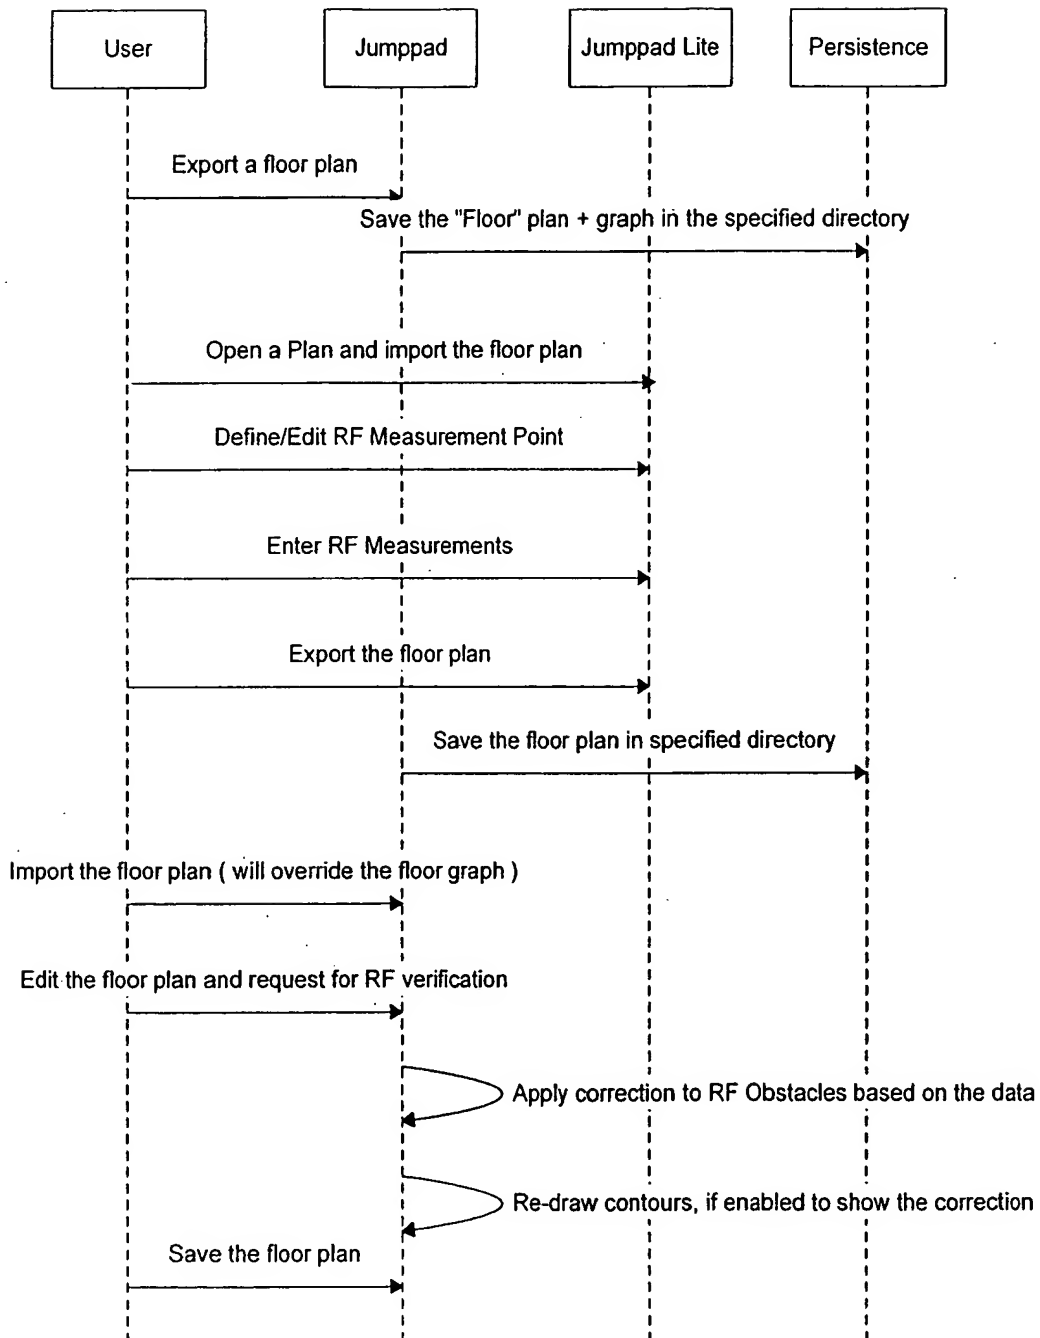 User
Jumppad
Jumppad Lite
Persistence
Export a floor plan
Save the "Floor" plan + graph in the specified directory
Open a Plan and import the floor plan
Define/Edit RF Measurement Point
Enter RF Measurements
Export the floor plan
Save the floor plan in specified directory
Import the floor plan ( will override the floor graph )
Edit the floor plan and request for RF verification
Apply correction to RF Obstacles based on the data
Re-draw contours, if enabled to show the correction
Save the floor plan